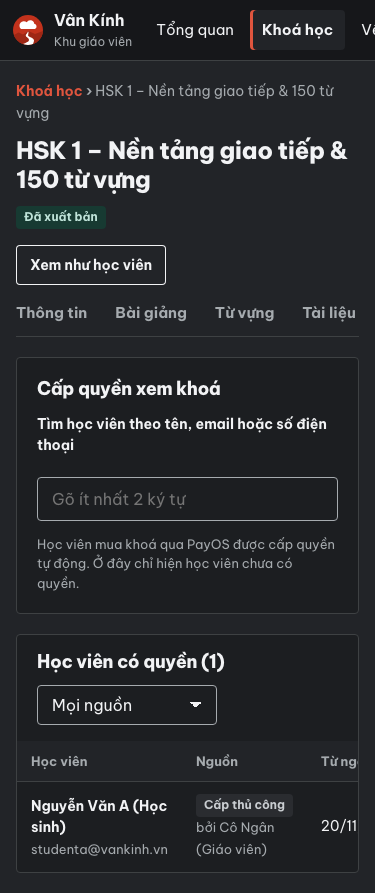 Vân Kính
Khu giáo viên
Tổng quan
Khoá học
Khoá học › HSK 1 – Nền tảng giao tiếp & 150 từ
vựng
HSK 1 – Nền tảng giao tiếp &
150 từ vựng
Đã xuất bản
Xem như học viên
Thông tin Bài giảng Từ vựng Tài liệu
Cấp quyền xem khoá
Tìm học viên theo tên, email hoặc số điện
thoại
Gõ ít nhất 2 ký tự
Học viên mua khoá qua PayOS được cấp quyền
tự động. Ở đây chỉ hiện học viên chưa có
quyền.
Học viên có quyền (1)
Mọi nguồn
Học viên Nguồn Từ
Nguyễn Văn A (Học
sinh)
studenta@vankinh.vn
Cấp thủ công
bởi Cô Ngân
(Giáo viên)
20/11